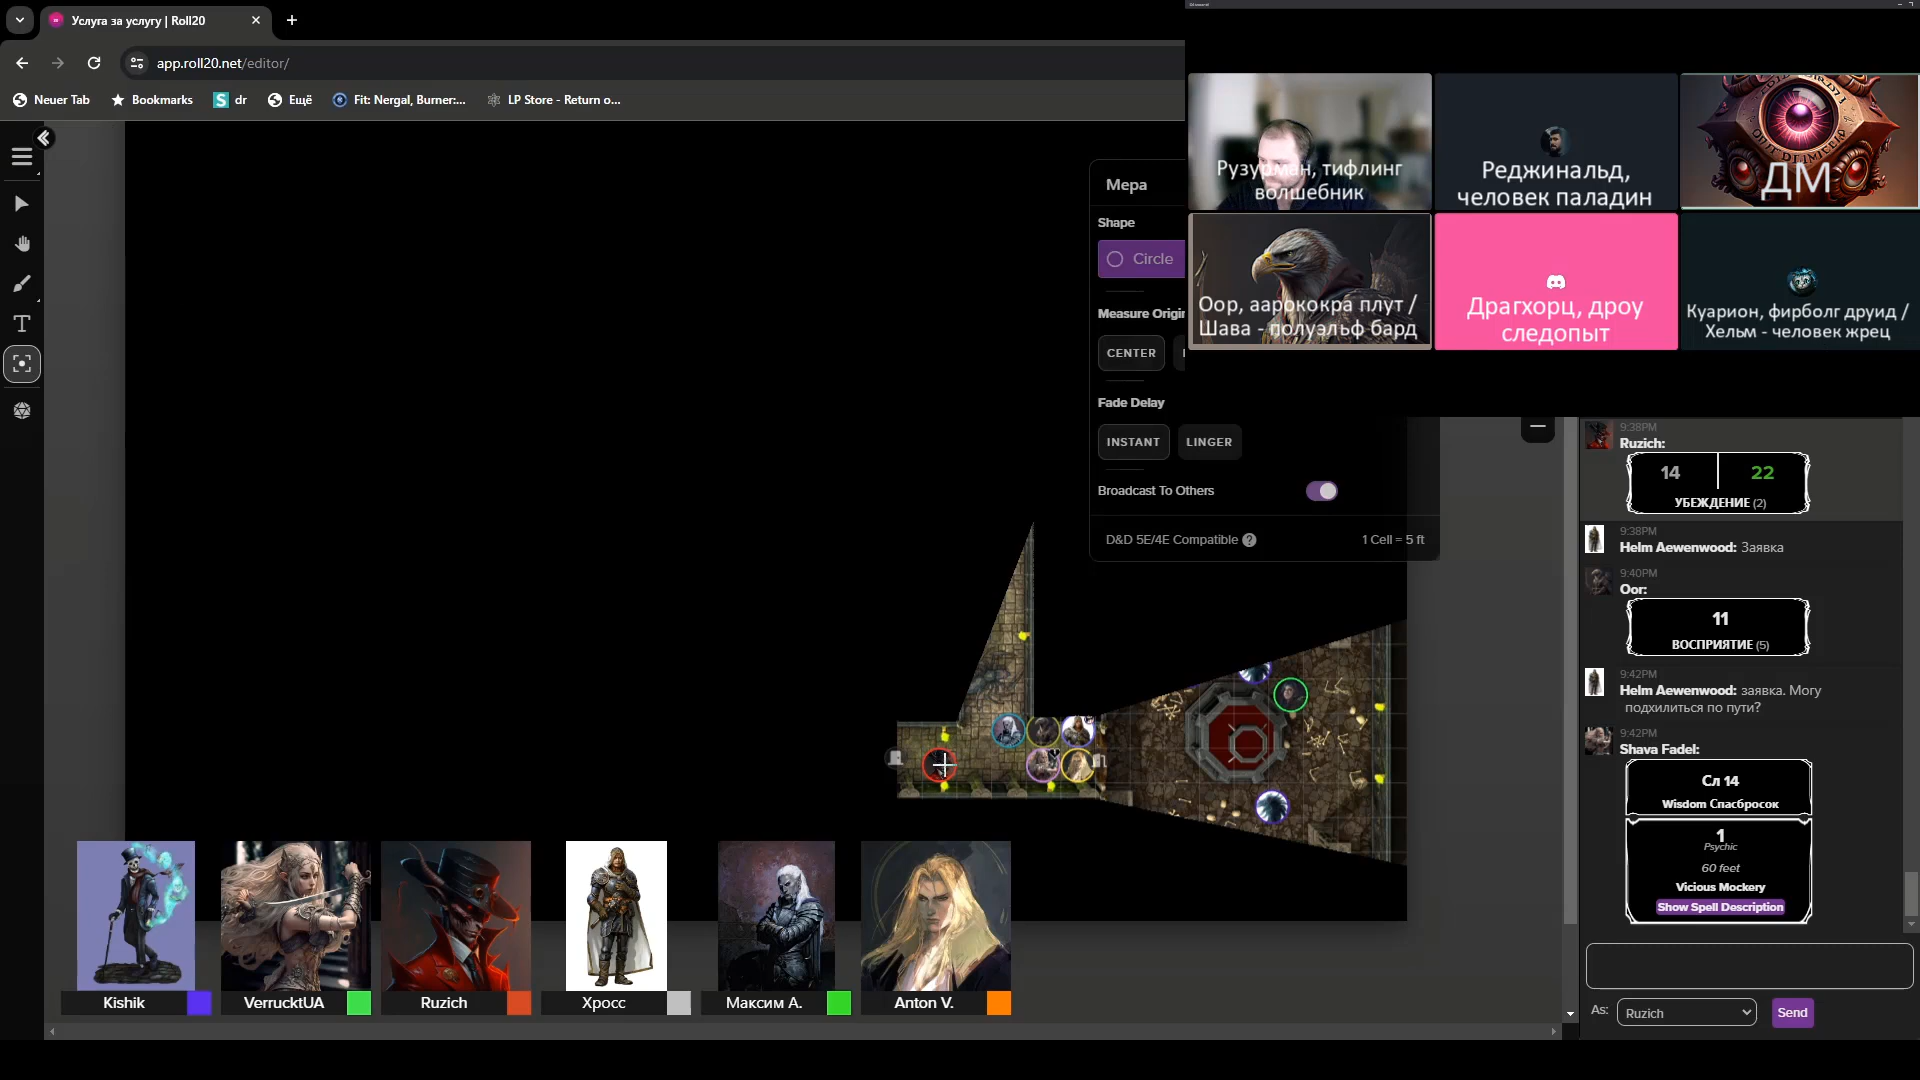 Услуга за услугу | Roll20
app.roll20.net/editor/
Neuer Tab
Bookmarks
dr
Ещё
Fit: Nergal, Burner:...
LP Store - Return o...
Рузурман, тифлинг
волшебник
Реджинальд,
человек паладин
ДМ
Оор, ааракокра плут /
Шава - полуэльф бард
Драгхорц, дроу
следопыт
Куарион, фирболг друид /
Хельм - человек жрец
Мера
Shape
Circle
Measure Origin
CENTER
Fade Delay
INSTANT
LINGER
Broadcast To Others
D&D 5E/4E Compatible
1 Cell = 5 ft
9:38PM
Ruzich:
14
22
УБЕЖДЕНИЕ (2)
9:38PM
Helm Aewenwood: Заявка
9:40PM
Oor:
11
ВОСПРИЯТИЕ (5)
9:42PM
Helm Aewenwood: заявка. Могу
подхилиться по пути?
9:42PM
Shava Fadel:
Сл 14
Wisdom Спасбросок
1
Psychic
60 feet
Vicious Mockery
Show Spell Description
As:
Ruzich
Send
Kishik
VerrucktUA
Ruzich
Хросс
Максим А.
Anton V.